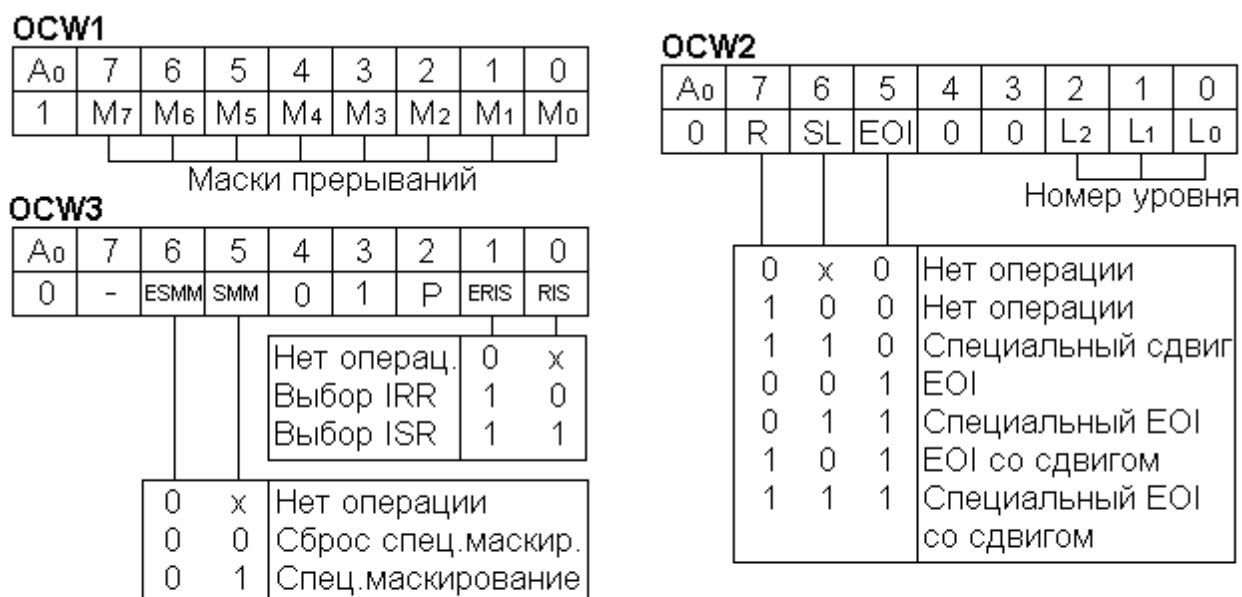 OCW1
A0 7 6 5 4 3 2 1 0
1 M7 M6 M5 M4 M3 M2 M1 M0
Маски прерываний
OCW3
A0 7 6 5 4 3 2 1 0
0 - ESMM SMM 0 1 P ERIS RIS
Нет операц. 0 x
Выбор IRR 1 0
Выбор ISR 1 1
0 x Нет операции
0 0 Сброс спец.маскир.
0 1 Спец.маскирование
OCW2
A0 7 6 5 4 3 2 1 0
0 R SL EOI 0 0 L2 L1 L0
Номер уровня
0 x 0 Нет операции
1 0 0 Нет операции
1 1 0 Специальный сдвиг
0 0 1 EOI
0 1 1 Специальный EOI
1 0 1 EOI со сдвигом
1 1 1 Специальный EOI
со сдвигом